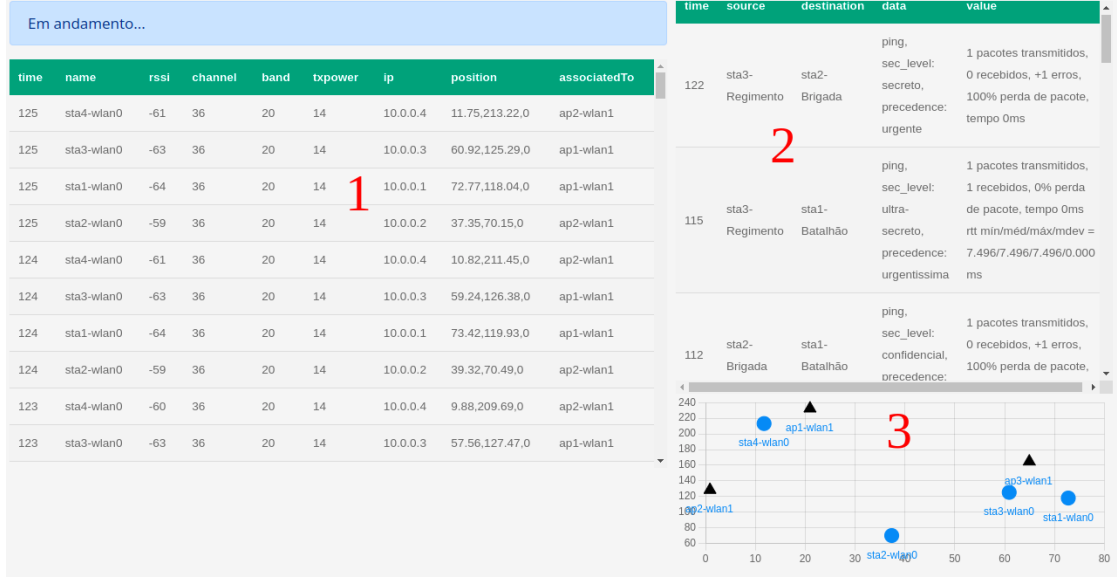 Em andamento...
time name rssi channel band txpower ip position associatedTo
125 sta4-wlan0 -61 36 20 14 10.0.0.4 11.75,213.22,0 ap2-wlan1
125 sta3-wlan0 -63 36 20 14 10.0.0.3 60.92,125.29,0 ap1-wlan1
125 sta1-wlan0 -64 36 20 14 10.0.0.1 72.77,118.04,0 ap1-wlan1
1
125 sta2-wlan0 -59 36 20 14 10.0.0.2 37.35,70.15,0 ap2-wlan1
124 sta4-wlan0 -61 36 20 14 10.0.0.4 10.82,211.45,0 ap2-wlan1
124 sta3-wlan0 -63 36 20 14 10.0.0.3 59.24,126.38,0 ap1-wlan1
124 sta1-wlan0 -64 36 20 14 10.0.0.1 73.42,119.93,0 ap1-wlan1
124 sta2-wlan0 -59 36 20 14 10.0.0.2 39.32,70.49,0 ap2-wlan1
123 sta4-wlan0 -60 36 20 14 10.0.0.4 9.88,209.69,0 ap2-wlan1
123 sta3-wlan0 -63 36 20 14 10.0.0.3 57.56,127.47,0 ap1-wlan1
time source destination data value
122
sta3-
Regimento
sta2-
Brigada
ping,
sec_level:
secreto,
precedence:
urgente
1 pacotes transmitidos,
0 recebidos, +1 erros,
100% perda de pacote,
tempo 0ms
2
115
sta3-
Regimento
sta1-
Batalhão
ping,
sec_level:
ultra-
secreto,
precedence:
urgentissima
1 pacotes transmitidos,
1 recebidos, 0% perda
de pacote, tempo 0ms
rtt mín/méd/máx/mdev =
7.496/7.496/7.496/0.000
ms
112
sta2-
Brigada
sta1-
Batalhão
ping,
sec_level:
confidencial,
precedence:
1 pacotes transmitidos,
0 recebidos, +1 erros,
100% perda de pacote,
240
220
200
180
160
140
120
100
80
60
3
ap1-wlan1
sta4-wlan0
ap3-wlan1
ap2-wlan1
sta3-wlan0
sta1-wlan0
sta2-wlan0
0 10 20 30 40 50 60 70 80